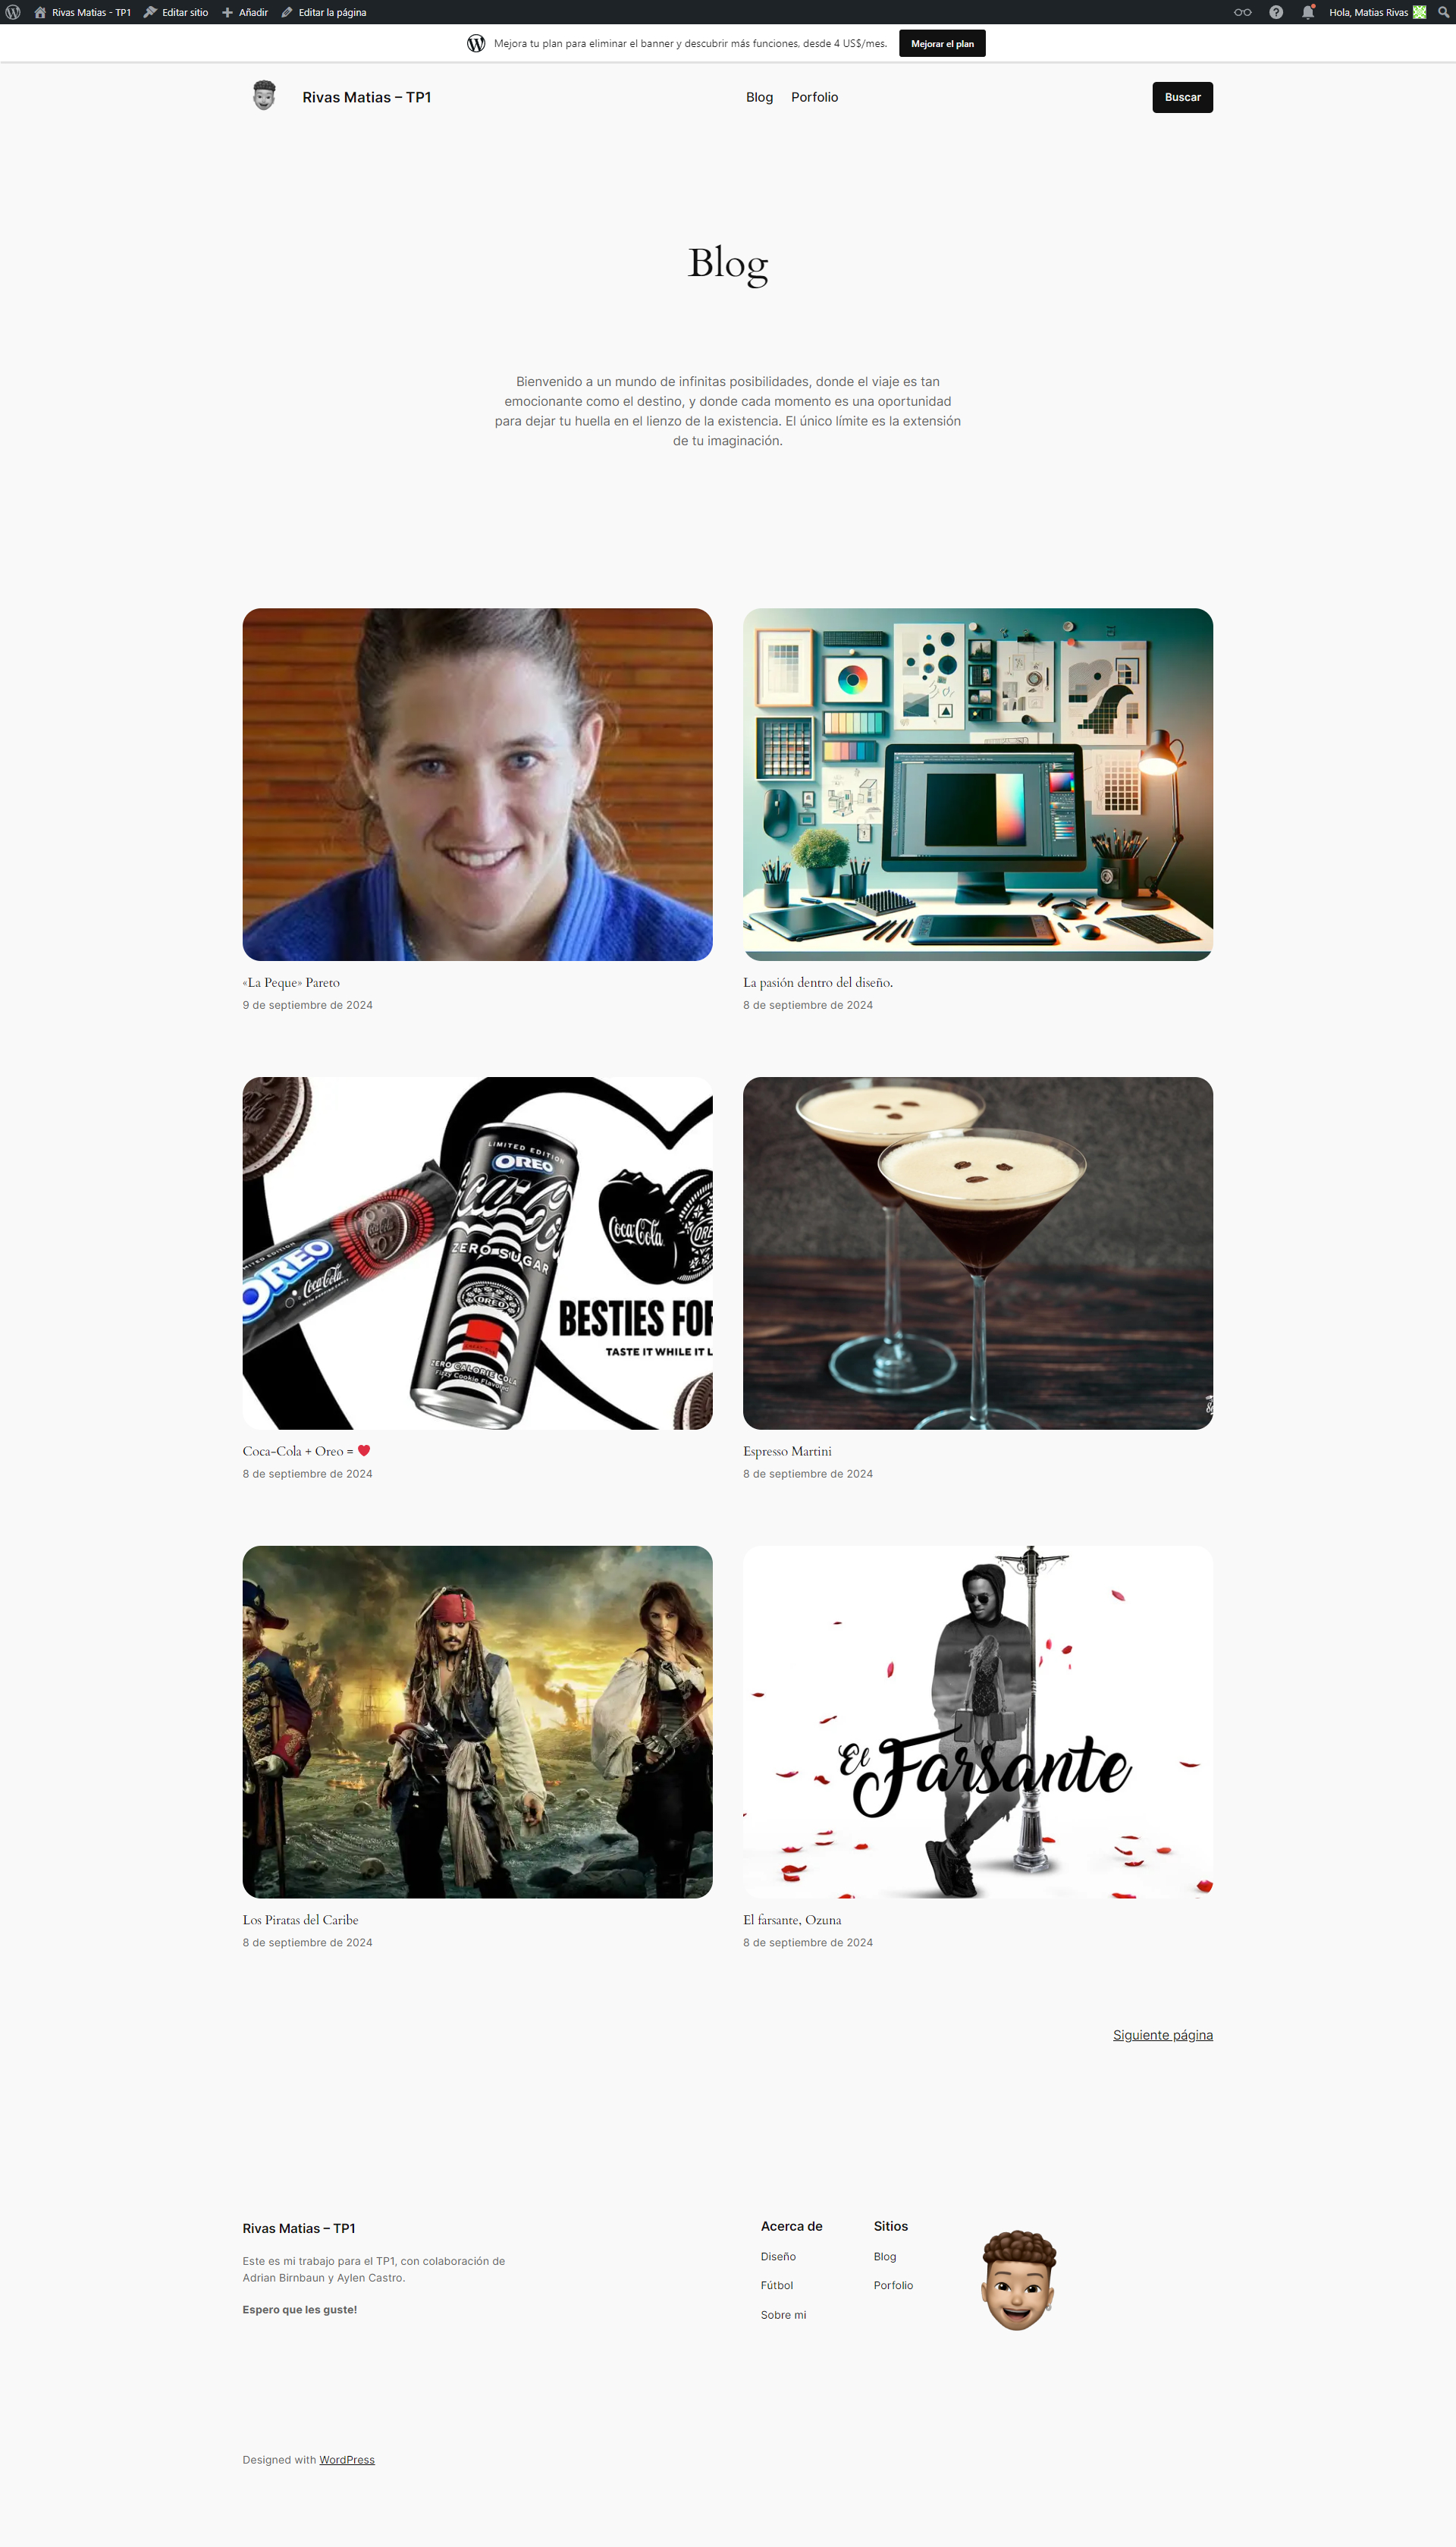 Rivas Matias - TP1 Editar sitio Añadir Editar la página Hola, Matias Rivas
Mejora tu plan para eliminar el banner y descubrir más funciones, desde 4 US$/mes. Mejorar el plan
Rivas Matias – TP1 Blog Porfolio Buscar
Blog
Bienvenido a un mundo de infinitas posibilidades, donde el viaje es tan
emocionante como el destino, y donde cada momento es una oportunidad
para dejar tu huella en el lienzo de la existencia. El único límite es la extensión
de tu imaginación.
«La Peque» Pareto
9 de septiembre de 2024
La pasión dentro del diseño.
8 de septiembre de 2024
LIMITED EDITION
OREO
ZERO SUGAR
OREO
ZERO CALORIE COLA
Fizzy Cookie Flavored
OREO
Coca-Cola
Coca-Cola
BESTIES FOR
TASTE IT WHILE IT L
Coca-Cola + Oreo = ❤
8 de septiembre de 2024
Espresso Martini
8 de septiembre de 2024
Los Piratas del Caribe
8 de septiembre de 2024
El Farsante
El farsante, Ozuna
8 de septiembre de 2024
Siguiente página
Rivas Matias – TP1
Este es mi trabajo para el TP1, con colaboración de
Adrian Birnbaun y Aylen Castro.
Espero que les guste!
Acerca de
Diseño
Fútbol
Sobre mi
Sitios
Blog
Porfolio
Designed with WordPress